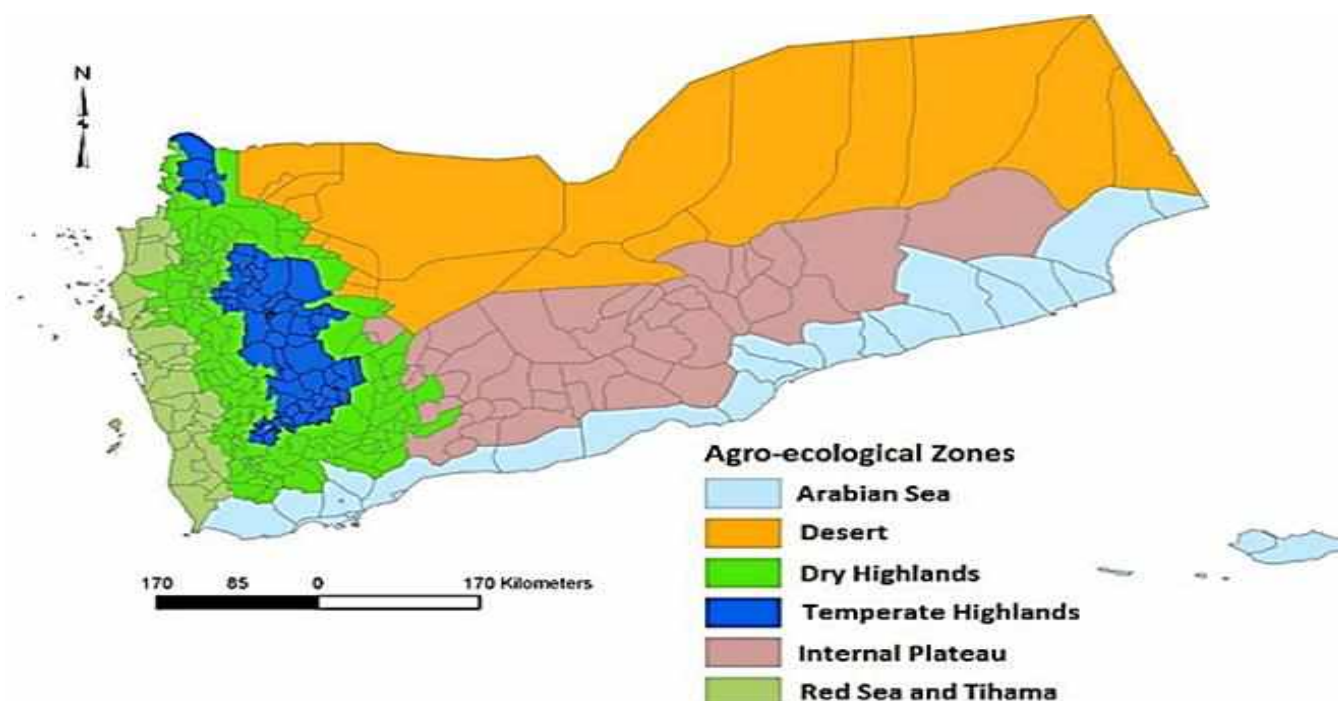 N
Agro-ecological Zones
Arabian Sea
Desert
Dry Highlands
Temperate Highlands
Internal Plateau
Red Sea and Tihama
170 85 0 170 Kilometers